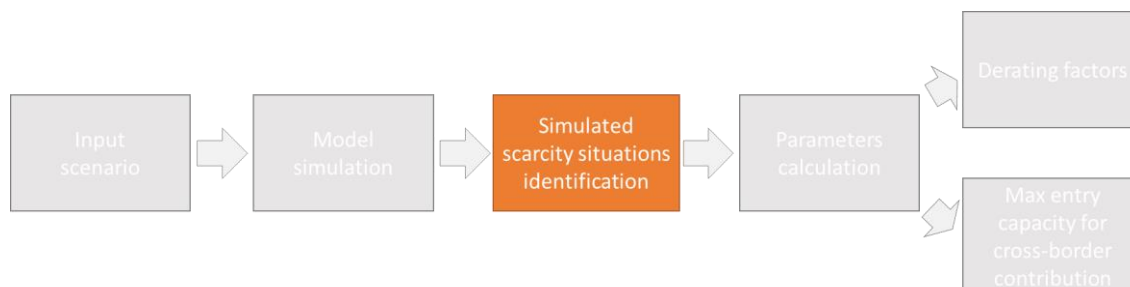 Input
scenario
Model
simulation
Simulated
scarcity situations
identification
Parameters
calculation
Derating factors
Max entry
capacity for
cross-border
contribution